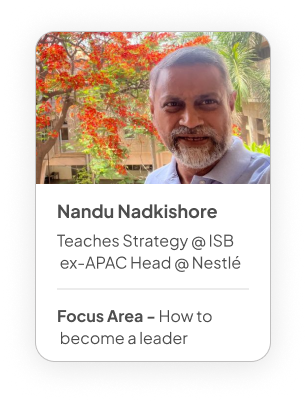 Nandu Nadkishore
Teaches Strategy @ ISB
ex-APAC Head @ Nestlé
Focus Area - How to
become a leader